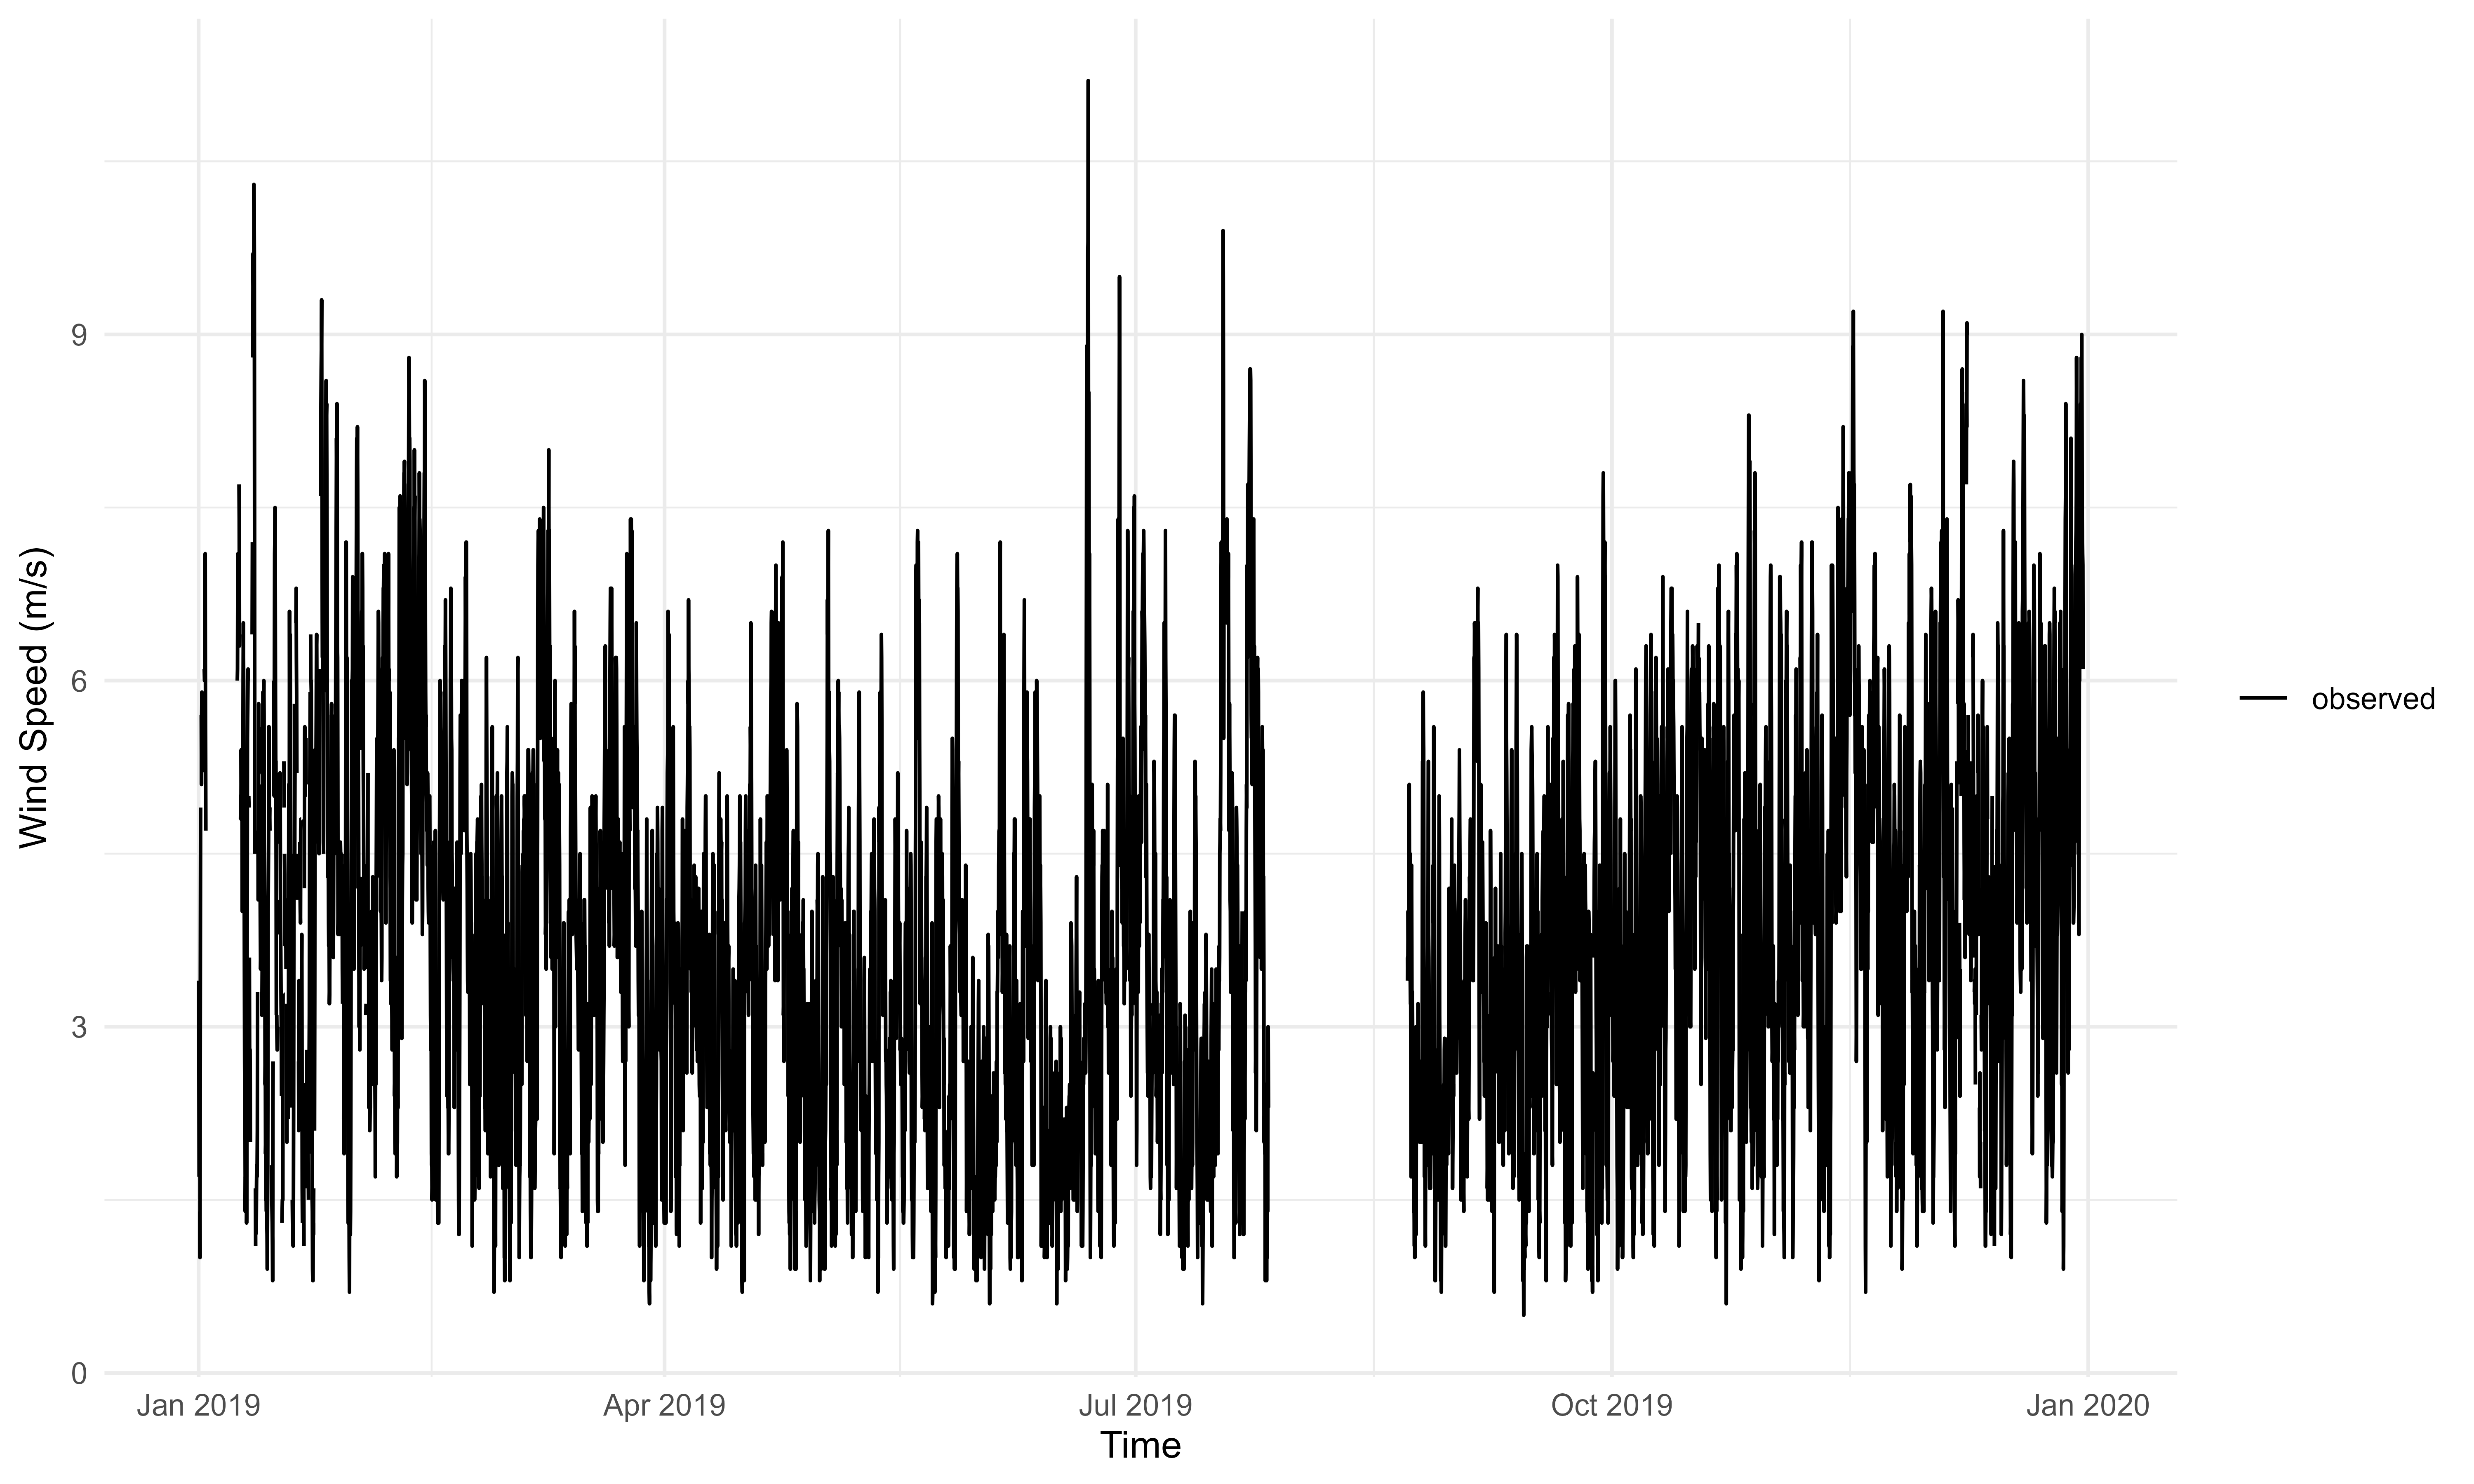 9
6
3
0
Wind Speed (m/s)
Jan 2019
Apr 2019
Jul 2019
Oct 2019
Jan 2020
Time
observed